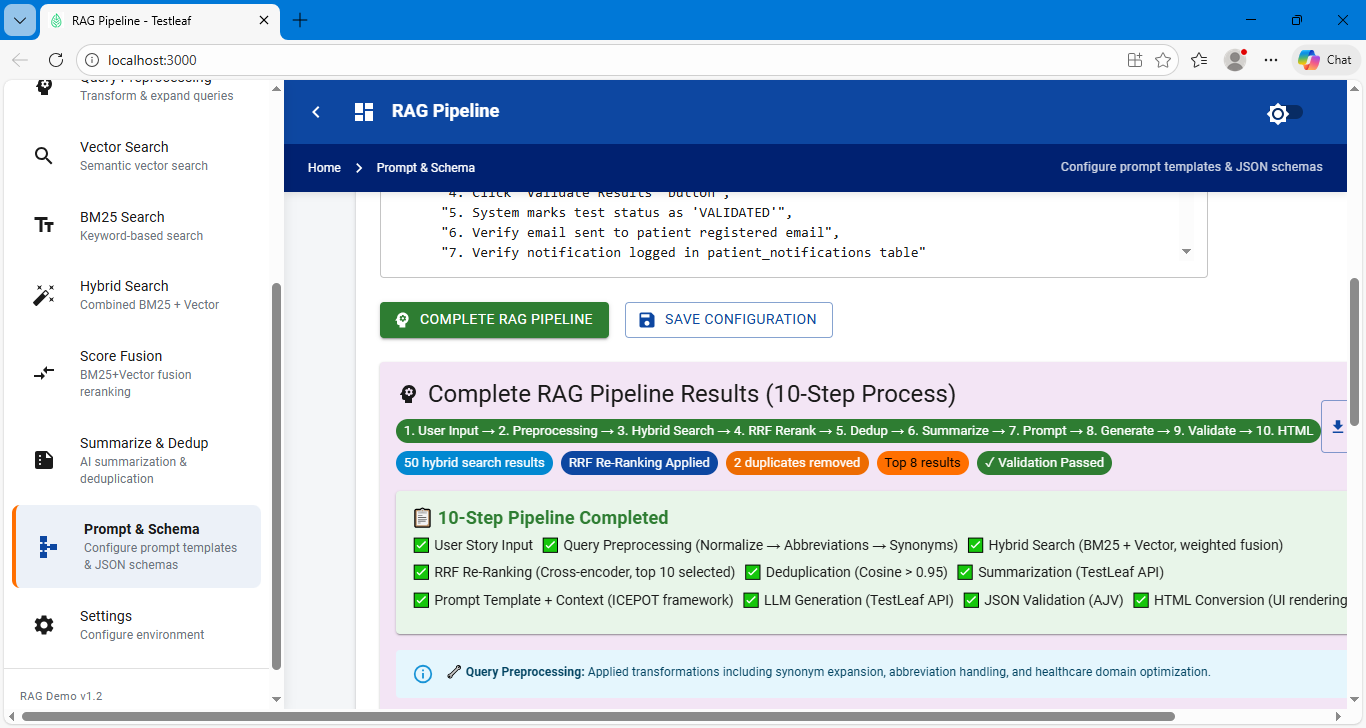 RAG Pipeline - Testleaf
localhost:3000
Chat
Query Preprocessing
Transform & expand queries
Vector Search
Semantic vector search
BM25 Search
Keyword-based search
Hybrid Search
Combined BM25 + Vector
Score Fusion
BM25+Vector fusion
reranking
Summarize & Dedup
AI summarization &
deduplication
Prompt & Schema
Configure prompt templates
& JSON schemas
Settings
Configure environment
RAG Demo v1.2
RAG Pipeline
Home > Prompt & Schema
Configure prompt templates & JSON schemas
"4. Click 'Validate Results' button",
"5. System marks test status as 'VALIDATED'",
"6. Verify email sent to patient registered email",
"7. Verify notification logged in patient_notifications table"
COMPLETE RAG PIPELINE
SAVE CONFIGURATION
Complete RAG Pipeline Results (10-Step Process)
1. User Input → 2. Preprocessing → 3. Hybrid Search → 4. RRF Rerank → 5. Dedup → 6. Summarize → 7. Prompt → 8. Generate → 9. Validate → 10. HTML
50 hybrid search results RRF Re-Ranking Applied 2 duplicates removed Top 8 results ✓ Validation Passed
📋 10-Step Pipeline Completed
✅ User Story Input ✅ Query Preprocessing (Normalize → Abbreviations → Synonyms) ✅ Hybrid Search (BM25 + Vector, weighted fusion)
✅ RRF Re-Ranking (Cross-encoder, top 10 selected) ✅ Deduplication (Cosine > 0.95) ✅ Summarization (TestLeaf API)
✅ Prompt Template + Context (ICEPOT framework) ✅ LLM Generation (TestLeaf API) ✅ JSON Validation (AJV) ✅ HTML Conversion (UI rendering
Query Preprocessing: Applied transformations including synonym expansion, abbreviation handling, and healthcare domain optimization.